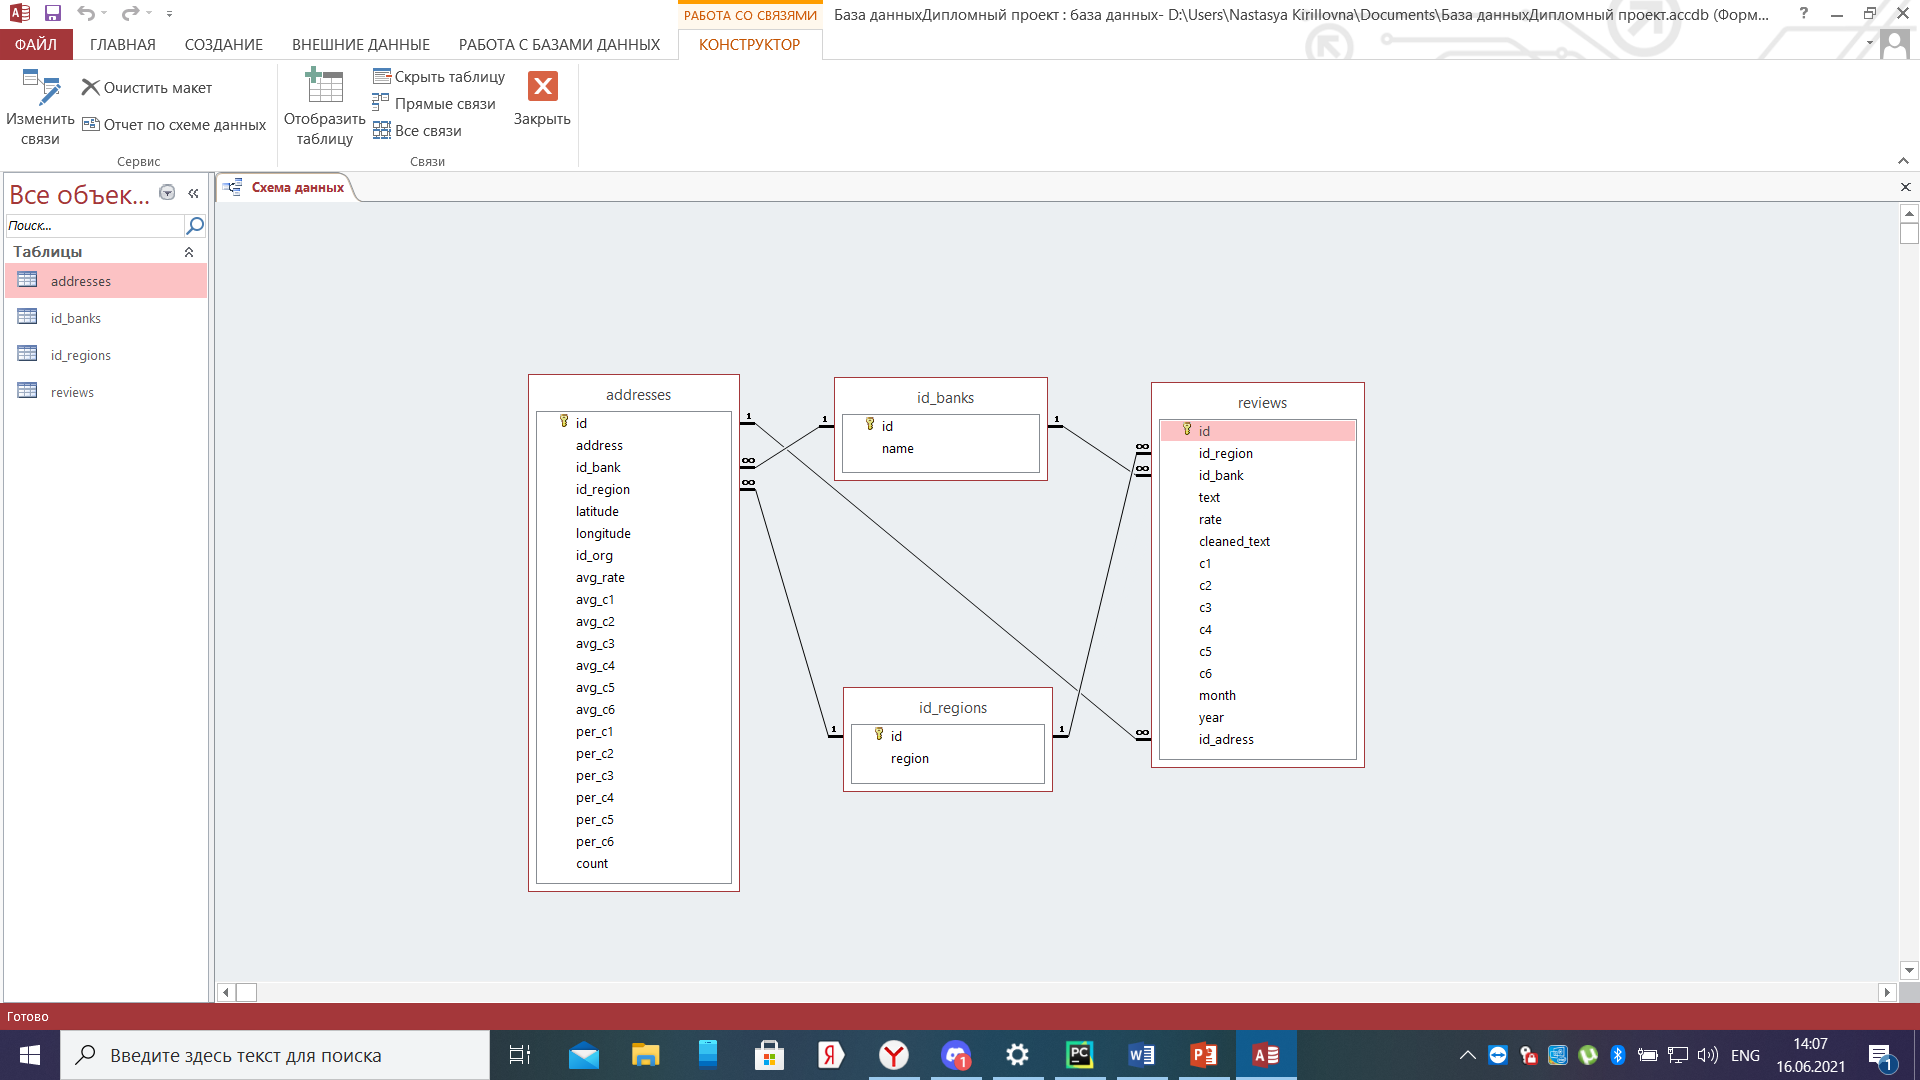 РАБОТА СО СВЯЗЯМИ
База данныхДипломный проект : база данных- D:\Users\Nastasya Kirillovna\Documents\База данныхДипломный проект.accdb (Форм...
ФАЙЛ ГЛАВНАЯ СОЗДАНИЕ ВНЕШНИЕ ДАННЫЕ РАБОТА С БАЗАМИ ДАННЫХ КОНСТРУКТОР
Изменить связи
Очистить макет
Отчет по схеме данных
Сервис
Отобразить таблицу
Скрыть таблицу
Прямые связи
Все связи
Закрыть
Связи
Все объек...
Поиск...
Таблицы
addresses
id_banks
id_regions
reviews
Схема данных
addresses
id
address
id_bank
id_region
latitude
longitude
id_org
avg_rate
avg_c1
avg_c2
avg_c3
avg_c4
avg_c5
avg_c6
per_c1
per_c2
per_c3
per_c4
per_c5
per_c6
count
1
∞
∞
id_banks
id
name
1
1
id_regions
id
region
1
1
reviews
id
id_region
id_bank
text
rate
cleaned_text
c1
c2
c3
c4
c5
c6
month
year
id_adress
∞
∞
∞
Готово
Введите здесь текст для поиска
ENG
14:07
16.06.2021
1